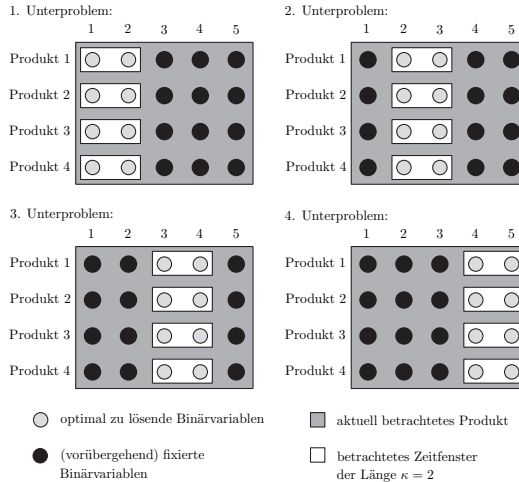 1. Unterproblem:
1 2 3 4 5
Produkt 1
Produkt 2
Produkt 3
Produkt 4
2. Unterproblem:
1 2 3 4 5
Produkt 1
Produkt 2
Produkt 3
Produkt 4
3. Unterproblem:
1 2 3 4 5
Produkt 1
Produkt 2
Produkt 3
Produkt 4
4. Unterproblem:
1 2 3 4 5
Produkt 1
Produkt 2
Produkt 3
Produkt 4
optimal zu lösende Binärvariablen
(vorübergehend) fixierte
Binärvariablen
aktuell betrachtetes Produkt
betrachtetes Zeitfenster
der Länge κ = 2